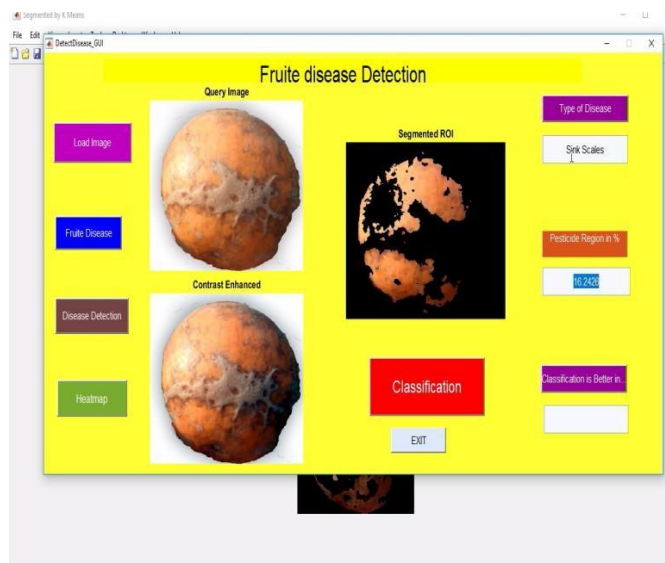 Segmented by K Means
File Edit
DetectDisease_GUI
Fruite disease Detection
Query Image
Load Image
Segmented ROI
Type of Disease
Sink Scales
Fruite Disease
Pesticide Region in %
16.2426
Contrast Enhanced
Disease Detection
Heatmap
Classification
Classification is Better in...
EXIT